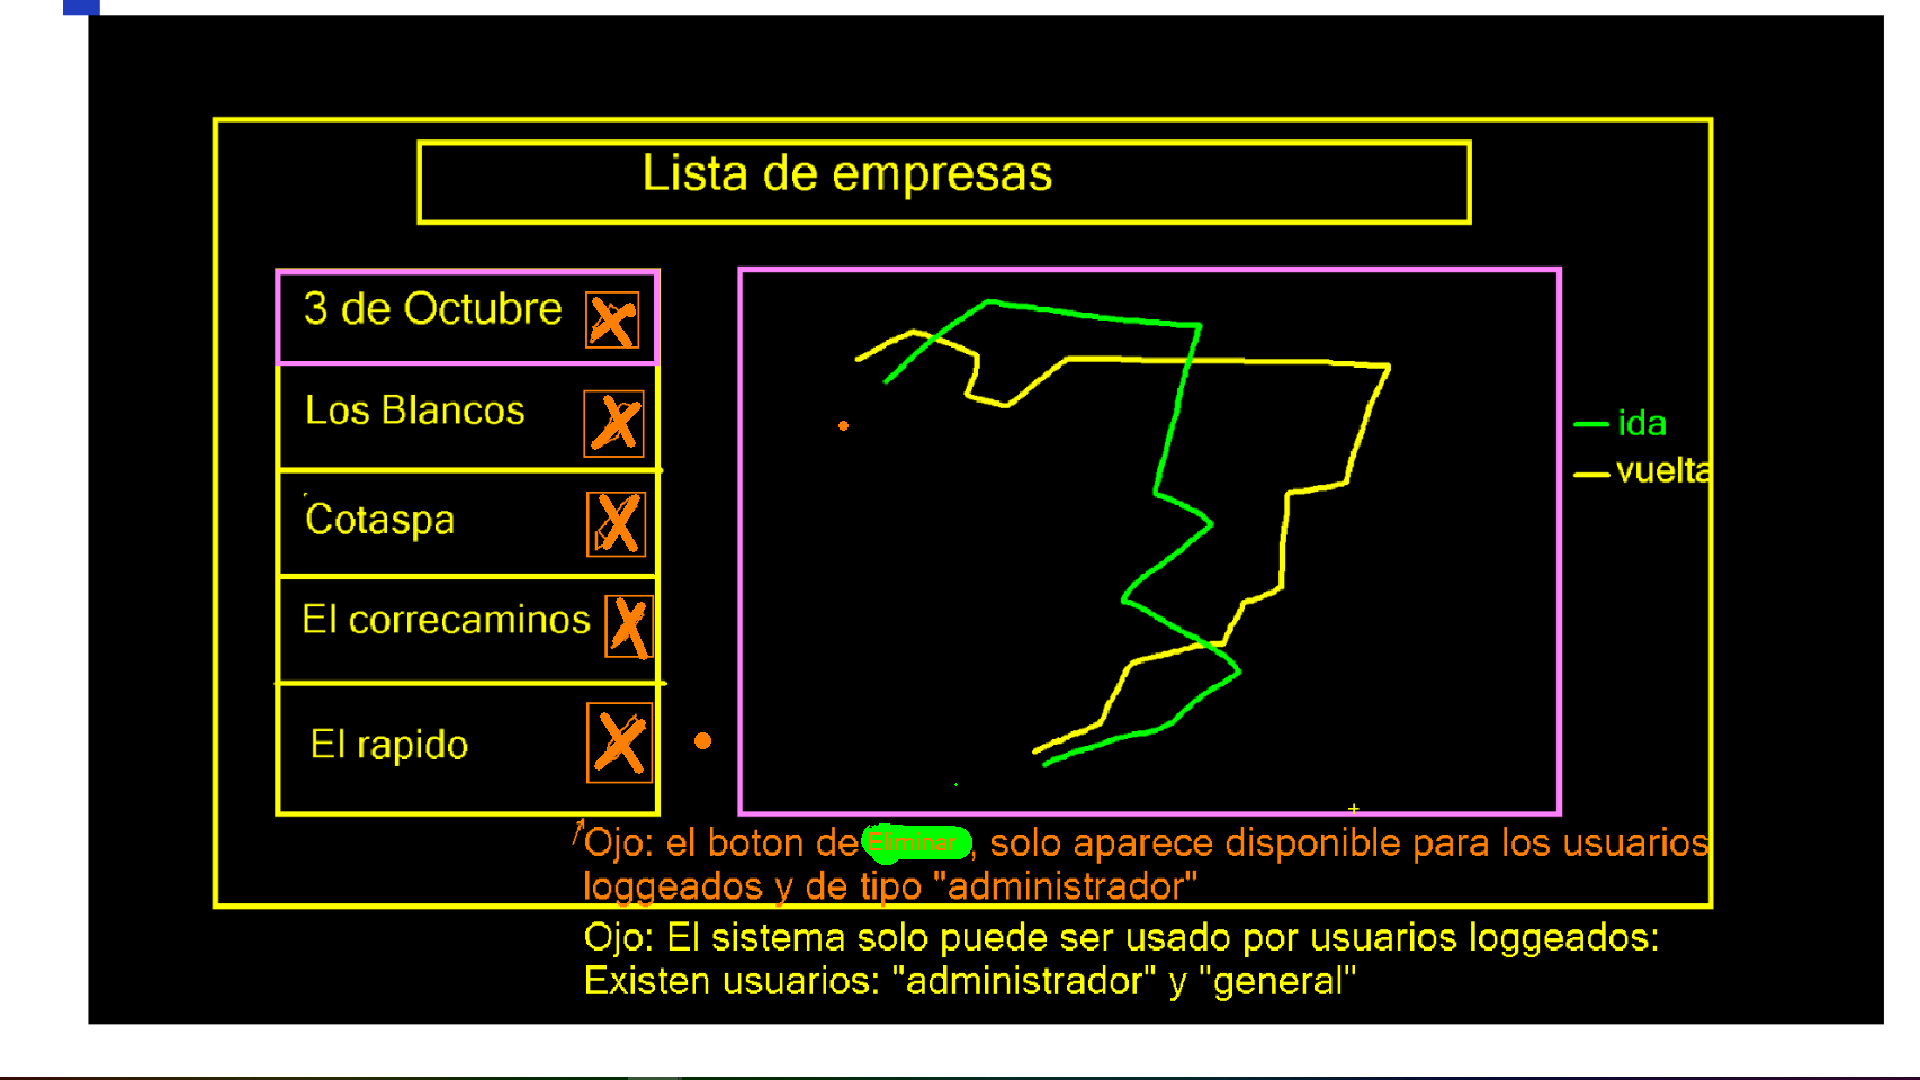 Lista de empresas
3 de Octubre
Los Blancos
Cotaspa
El correcaminos
El rapido
ida
vuelta
Ojo: el boton de Eliminar, solo aparece disponible para los usuarios
loggeados y de tipo "administrador"
Ojo: El sistema solo puede ser usado por usuarios loggeados:
Existen usuarios: "administrador" y "general"